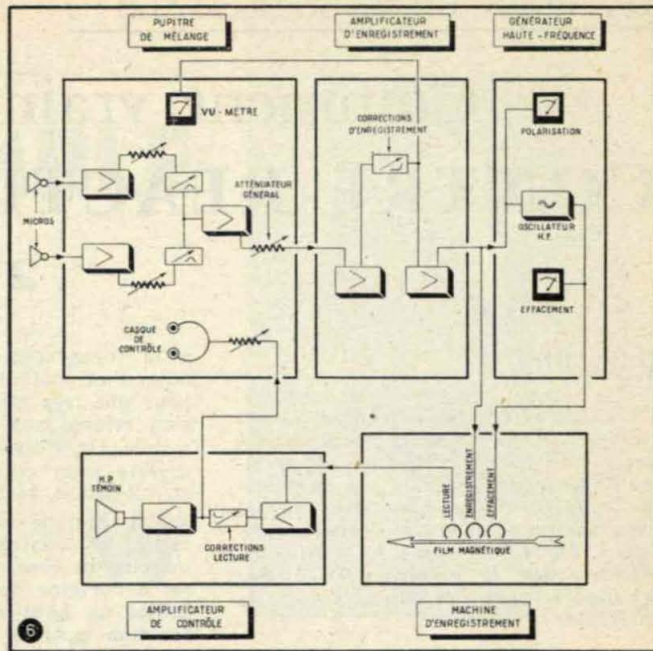 PUPITRE
DE MÉLANGE
AMPLIFICATEUR
D'ENREGISTREMENT
GÉNÉRATEUR
HAUTE-FRÉQUENCE
VU-MÈTRE
MICROS
ATTÉNUATEUR
GÉNÉRAL
CASQUE
DE
CONTRÔLE
CORRECTIONS
D'ENREGISTREMENT
POLARISATION
OSCILLATEUR
H.F.
EFFACEMENT
H.P.
TÉMOIN
CORRECTIONS
LECTURE
LECTURE
ENREGISTREMENT
EFFACEMENT
FILM MAGNÉTIQUE
AMPLIFICATEUR
DE CONTRÔLE
MACHINE
D'ENREGISTREMENT
6